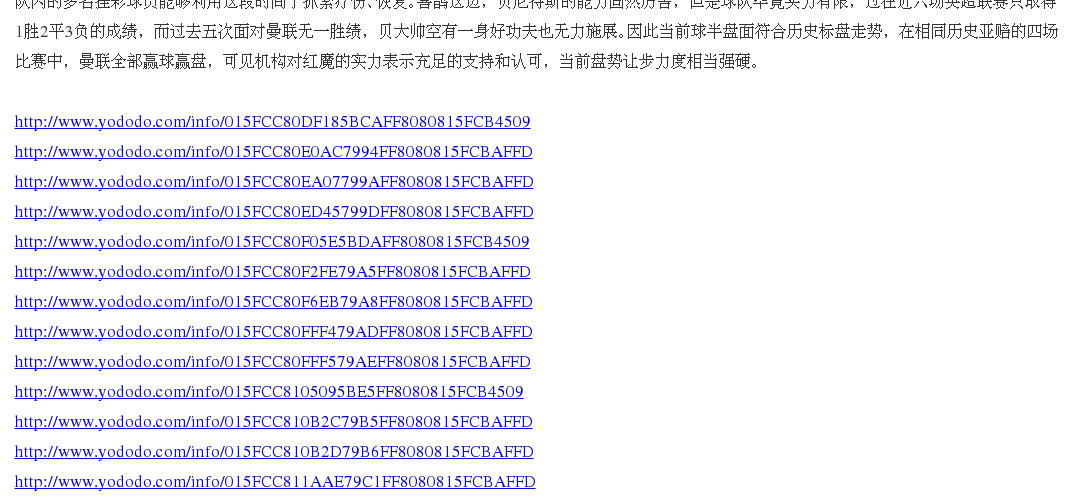 1胜2平3负的成绩，而过去五次面对曼联无一胜绩，贝大帅空有一身好功夫也无力施展。因此当前球半盘面符合历史标盘走势，在相同历史亚赔的四场
比赛中，曼联全部赢球赢盘，可见机构对红魔的实力表示充足的支持和认可，当前盘势让步力度相当强硬。
http://www.yododo.com/info/015FCC80DF185BCAFF8080815FCB4509
http://www.yododo.com/info/015FCC80E0AC7994FF8080815FCBAFFD
http://www.yododo.com/info/015FCC80EA07799AFF8080815FCBAFFD
http://www.yododo.com/info/015FCC80ED45799DFF8080815FCBAFFD
http://www.yododo.com/info/015FCC80F05E5BDAFF8080815FCB4509
http://www.yododo.com/info/015FCC80F2FE79A5FF8080815FCBAFFD
http://www.yododo.com/info/015FCC80F6EB79A8FF8080815FCBAFFD
http://www.yododo.com/info/015FCC80FFF479ADFF8080815FCBAFFD
http://www.yododo.com/info/015FCC80FFF579AEFF8080815FCBAFFD
http://www.yododo.com/info/015FCC8105095BE5FF8080815FCB4509
http://www.yododo.com/info/015FCC810B2C79B5FF8080815FCBAFFD
http://www.yododo.com/info/015FCC810B2D79B6FF8080815FCBAFFD
http://www.yododo.com/info/015FCC811AAE79C1FF8080815FCBAFFD